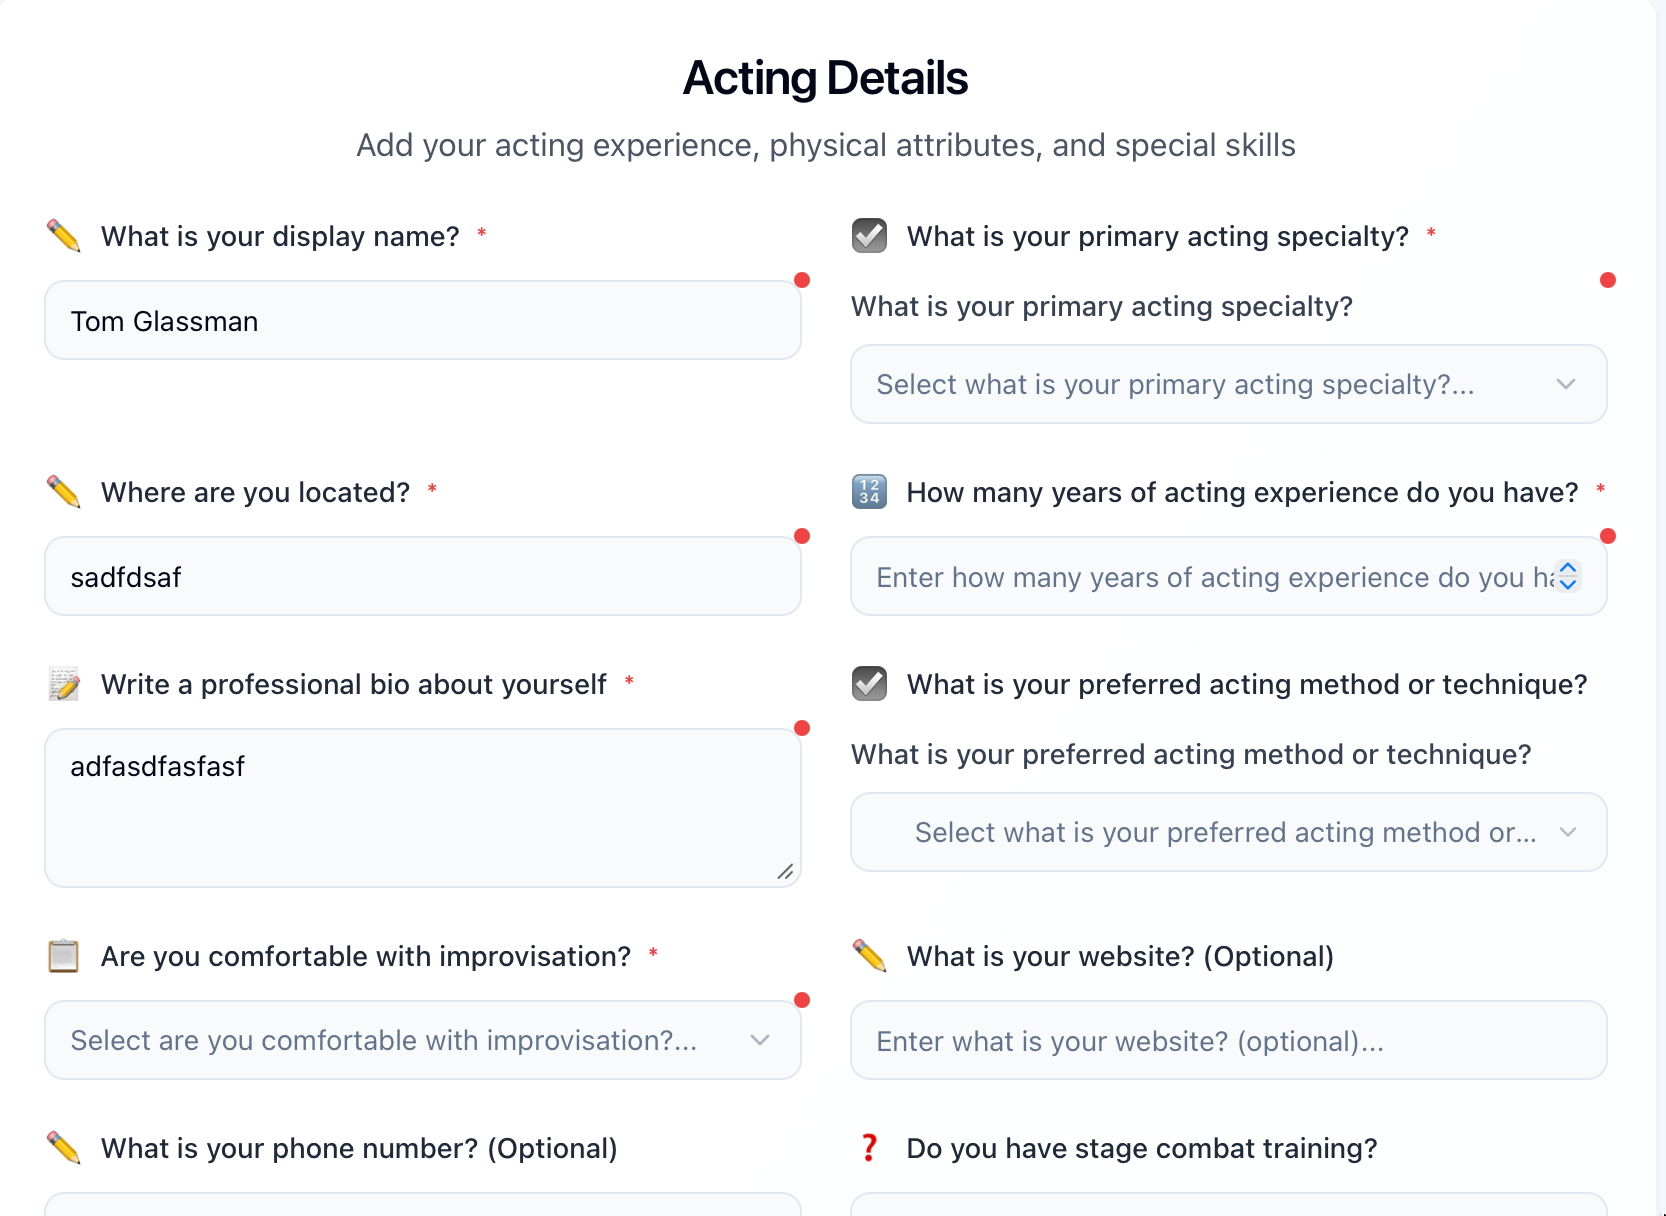 Acting Details
Add your acting experience, physical attributes, and special skills
What is your display name? *
Tom Glassman
What is your primary acting specialty? *
What is your primary acting specialty?
Select what is your primary acting specialty?...
Where are you located? *
sadfdsaf
How many years of acting experience do you have? *
Enter how many years of acting experience do you ha
Write a professional bio about yourself *
adfasdfasfasf
What is your preferred acting method or technique?
What is your preferred acting method or technique?
Select what is your preferred acting method or...
Are you comfortable with improvisation? *
Select are you comfortable with improvisation?...
What is your website? (Optional)
Enter what is your website? (optional)...
What is your phone number? (Optional)
Do you have stage combat training?